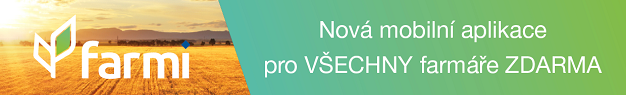 farmi
Nová mobilní aplikace
pro VŠECHNY farmáře ZDARMA